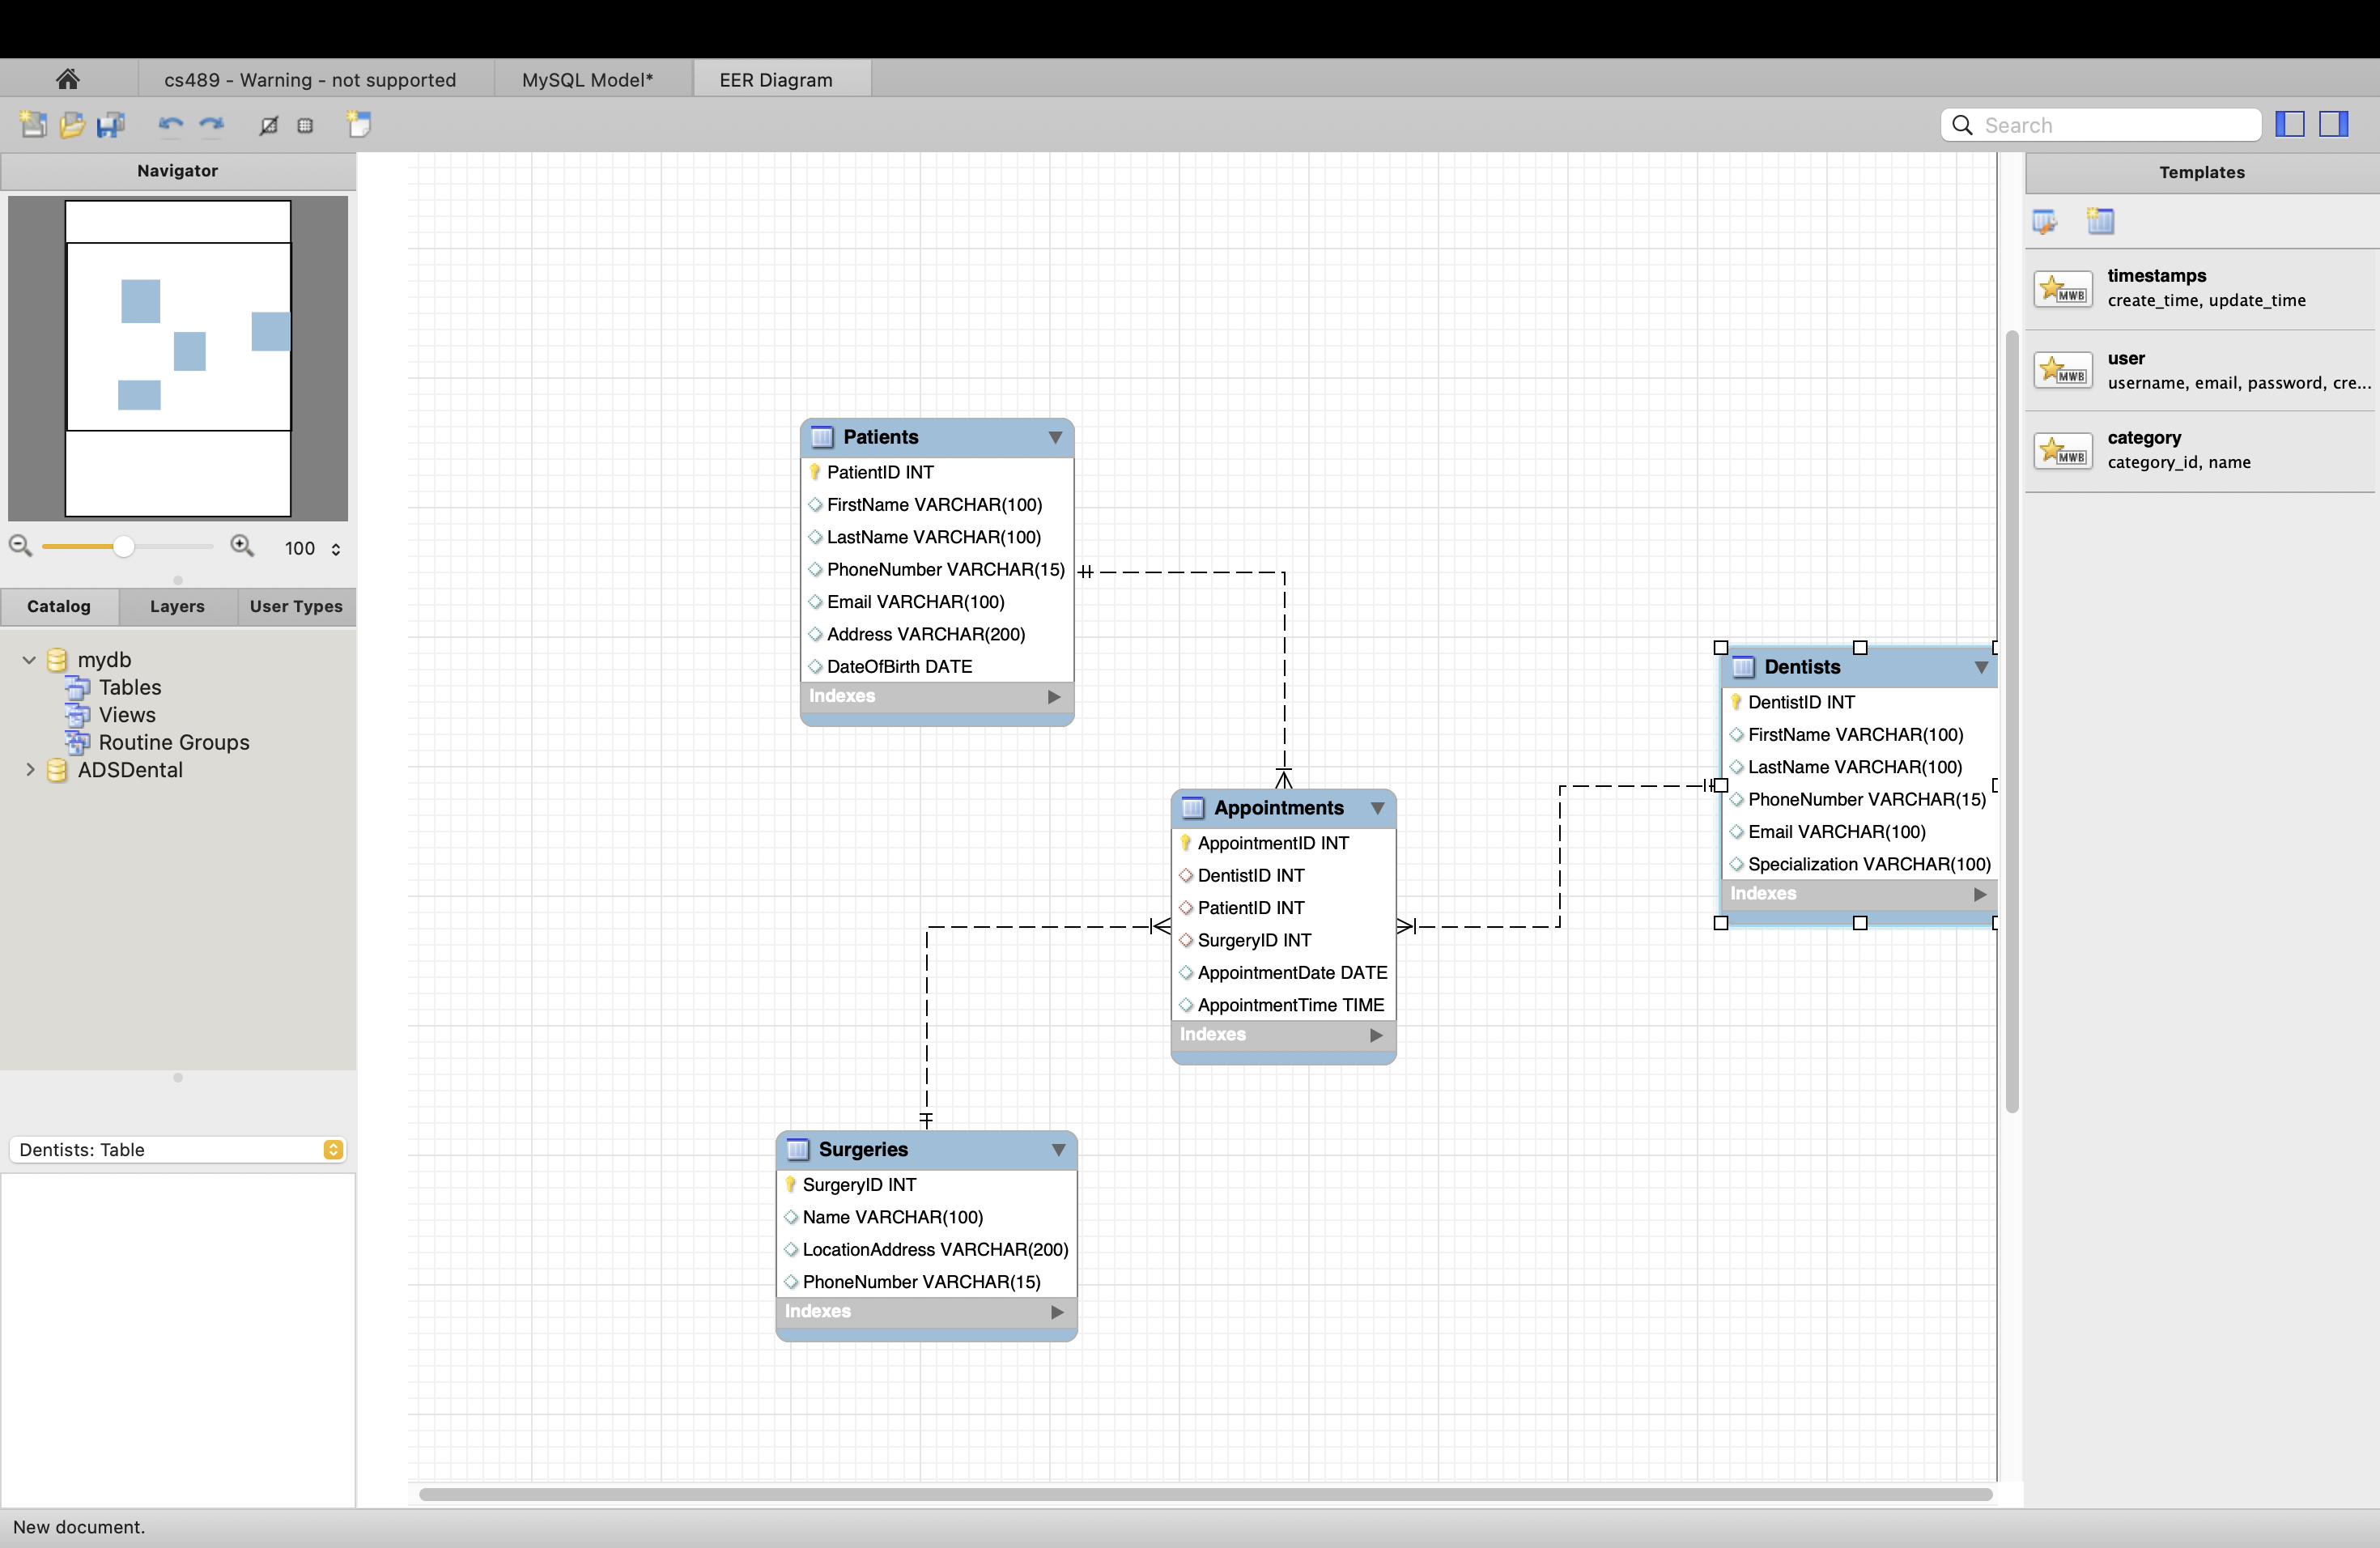 cs489 - Warning - not supported
MySQL Model*
EER Diagram
Search
Navigator
100
Catalog
Layers
User Types
mydb
Tables
Views
Routine Groups
ADSDental
Dentists: Table
Patients
PatientID INT
FirstName VARCHAR(100)
LastName VARCHAR(100)
PhoneNumber VARCHAR(15)
Email VARCHAR(100)
Address VARCHAR(200)
DateOfBirth DATE
Indexes
Appointments
AppointmentID INT
DentistID INT
PatientID INT
SurgeryID INT
AppointmentDate DATE
AppointmentTime TIME
Indexes
Dentists
DentistID INT
FirstName VARCHAR(100)
LastName VARCHAR(100)
PhoneNumber VARCHAR(15)
Email VARCHAR(100)
Specialization VARCHAR(100)
Indexes
Surgeries
SurgeryID INT
Name VARCHAR(100)
LocationAddress VARCHAR(200)
PhoneNumber VARCHAR(15)
Indexes
Templates
MWB
timestamps
create_time, update_time
MWB
user
username, email, password, cre...
MWB
category
category_id, name
New document.